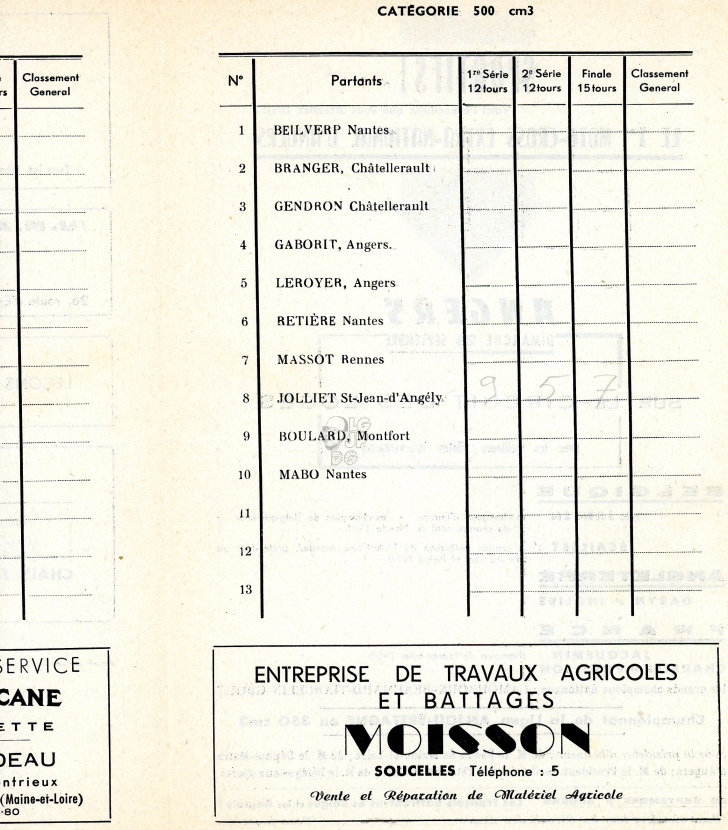 CATÉGORIE 500 cm3
Classement
General
N° Partants 1re Série 12 tours 2e Série 12 tours Finale 15 tours Classement General
1 BEILVERP Nantes
2 BRANGER, Châtellerault
3 GENDRON Châtellerault
4 GABORIT, Angers.
5 LEROYER, Angers
6 RETIÈRE Nantes
7 MASSOT Rennes
8 JOLLIET St-Jean-d'Angély 9 5 7
9 BOULARD, Montfort
10 MABO Nantes
11
12
13
SERVICE
CANE
ETTE
DEAU
entrieux
(Maine-et-Loire)
-80
ENTREPRISE DE TRAVAUX AGRICOLES
ET BATTAGES
MOISSON
SOUCELLES Téléphone : 5
Vente et Réparation de Matériel Agricole